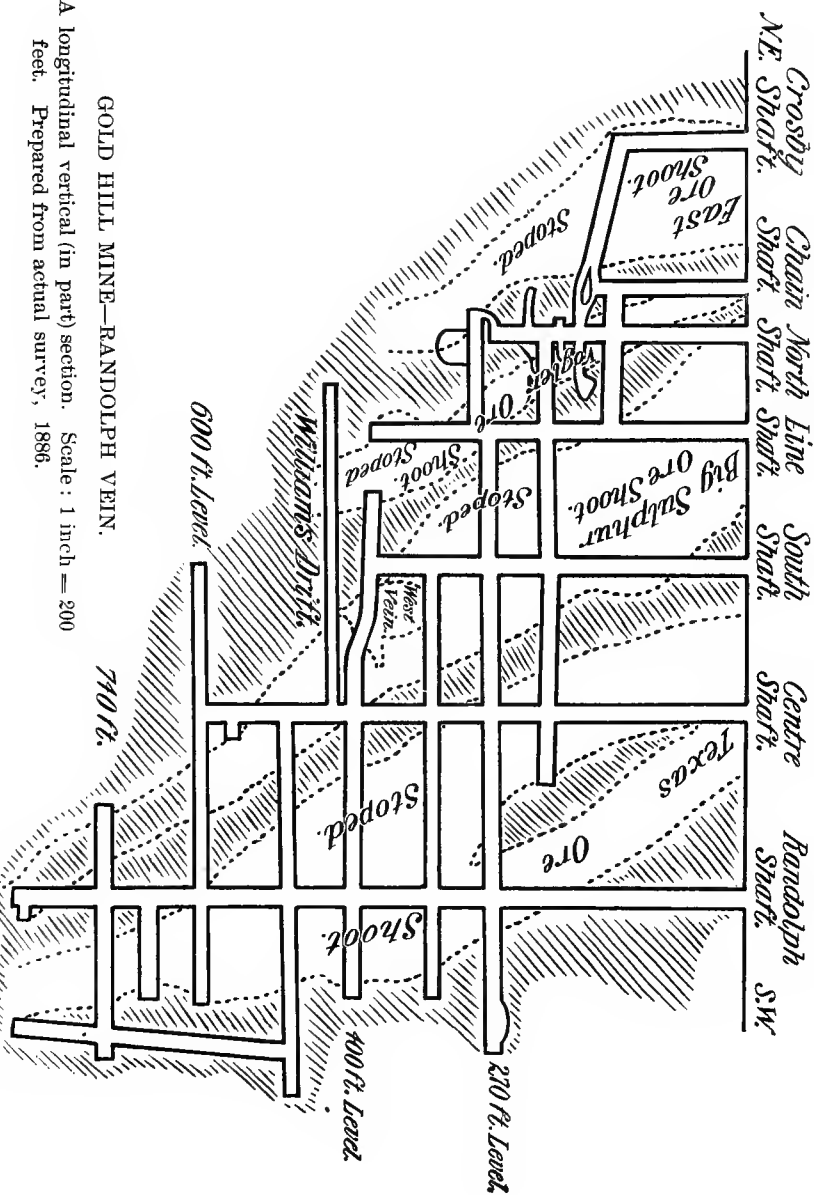 N.E.
Crosby
Shaft.
Chain
Shaft
North
Shaft
Line
Shaft.
South
Shaft.
Centre
Shaft.
Randolph
Shaft.
S.W.
East
Ore
Shoot.
Stoped.
Vogler
Ore
Shoot
Stoped
Big Sulphur
Ore Shoot.
Stoped.
West
Vein.
Texas
Ore
Stoped.
Shoot.
270 ft. Level.
400 ft. Level.
Williams Drift.
600 ft. Level.
740 ft.
GOLD HILL MINE—RANDOLPH VEIN.
A longitudinal vertical (in part) section. Scale: 1 inch = 200
feet. Prepared from actual survey, 1886.